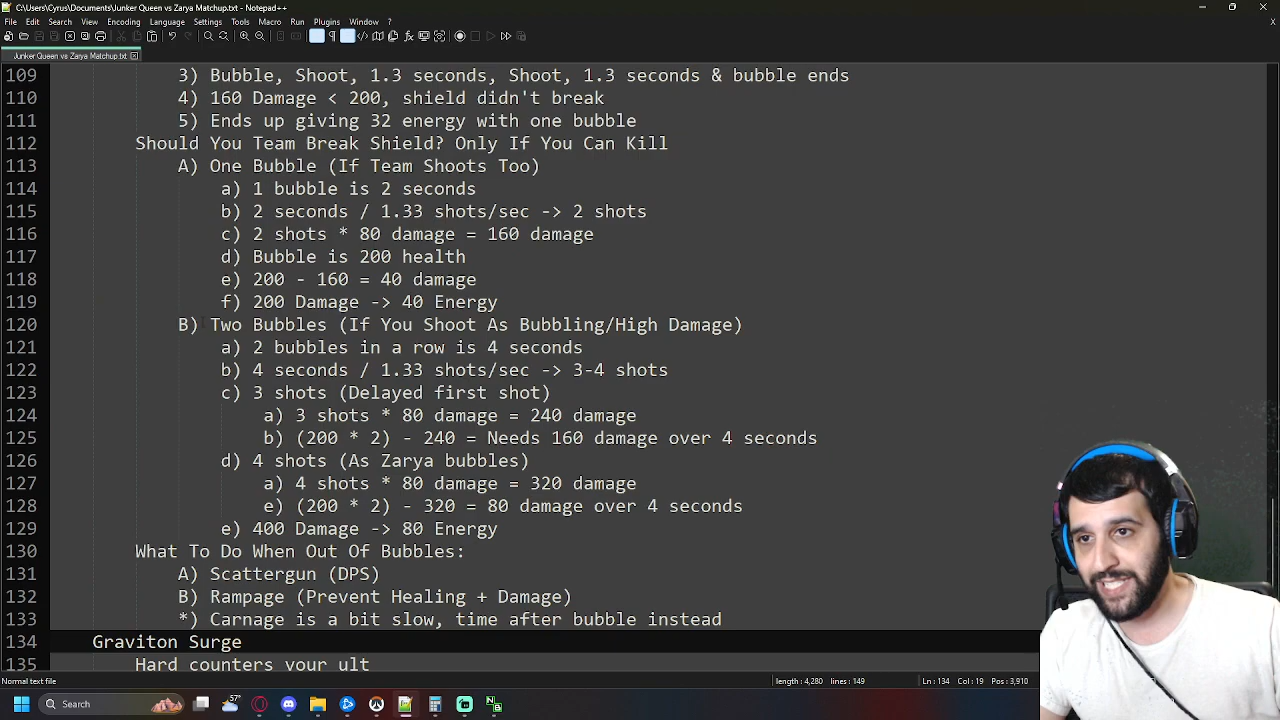 C:\Users\Cyrus\Documents\Junker Queen vs Zarya Matchup.txt - Notepad++
File Edit Search View Encoding Language Settings Tools Macro Run Plugins Window ?
Junker Queen vs Zarya Matchup.txt
109 3) Bubble, Shoot, 1.3 seconds, Shoot, 1.3 seconds & bubble ends
110 4) 160 Damage < 200, shield didn't break
111 5) Ends up giving 32 energy with one bubble
112 Should You Team Break Shield? Only If You Can Kill
113 A) One Bubble (If Team Shoots Too)
114 a) 1 bubble is 2 seconds
115 b) 2 seconds / 1.33 shots/sec -> 2 shots
116 c) 2 shots * 80 damage = 160 damage
117 d) Bubble is 200 health
118 e) 200 - 160 = 40 damage
119 f) 200 Damage -> 40 Energy
120 B) Two Bubbles (If You Shoot As Bubbling/High Damage)
121 a) 2 bubbles in a row is 4 seconds
122 b) 4 seconds / 1.33 shots/sec -> 3-4 shots
123 c) 3 shots (Delayed first shot)
124 a) 3 shots * 80 damage = 240 damage
125 b) (200 * 2) - 240 = Needs 160 damage over 4 seconds
126 d) 4 shots (As Zarya bubbles)
127 a) 4 shots * 80 damage = 320 damage
128 e) (200 * 2) - 320 = 80 damage over 4 seconds
129 e) 400 Damage -> 80 Energy
130 What To Do When Out Of Bubbles:
131 A) Scattergun (DPS)
132 B) Rampage (Prevent Healing + Damage)
133 *) Carnage is a bit slow, time after bubble instead
134 Graviton Surge
135 Hard counters your ult
Normal text file length : 4,280 lines : 149 Ln : 134 Col : 19 Pos : 3,910
Search 57°